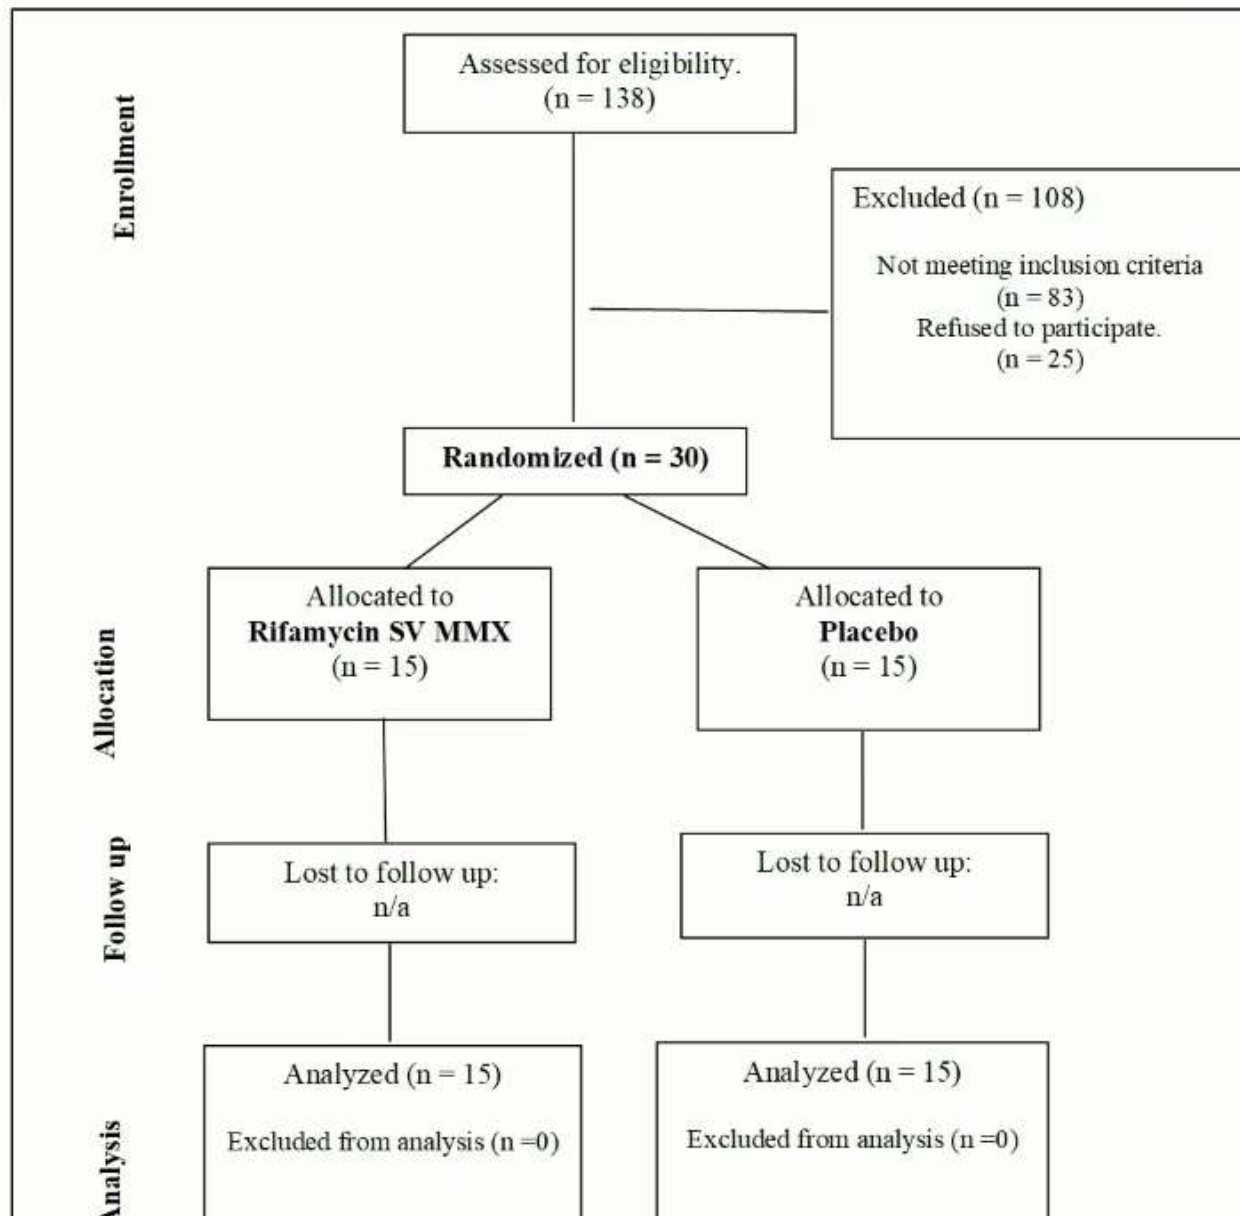 Enrollment
Assessed for eligibility.
(n = 138)
Excluded (n = 108)
Not meeting inclusion criteria
(n = 83)
Refused to participate.
(n = 25)
Randomized (n = 30)
Allocation
Allocated to
Rifamycin SV MMX
(n = 15)
Allocated to
Placebo
(n = 15)
Follow up
Lost to follow up:
n/a
Lost to follow up:
n/a
Analysis
Analyzed (n = 15)
Excluded from analysis (n =0)
Analyzed (n = 15)
Excluded from analysis (n =0)